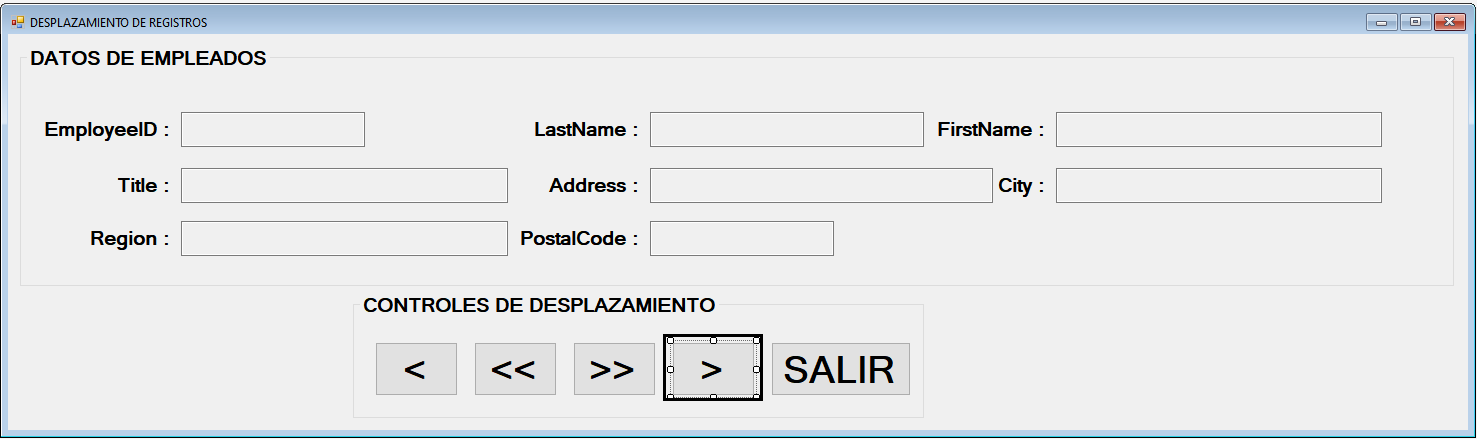 DESPLAZAMIENTO DE REGISTROS
DATOS DE EMPLEADOS
EmployeeID : LastName : FirstName :
Title : Address : City :
Region : PostalCode :
CONTROLES DE DESPLAZAMIENTO
< << >> > SALIR